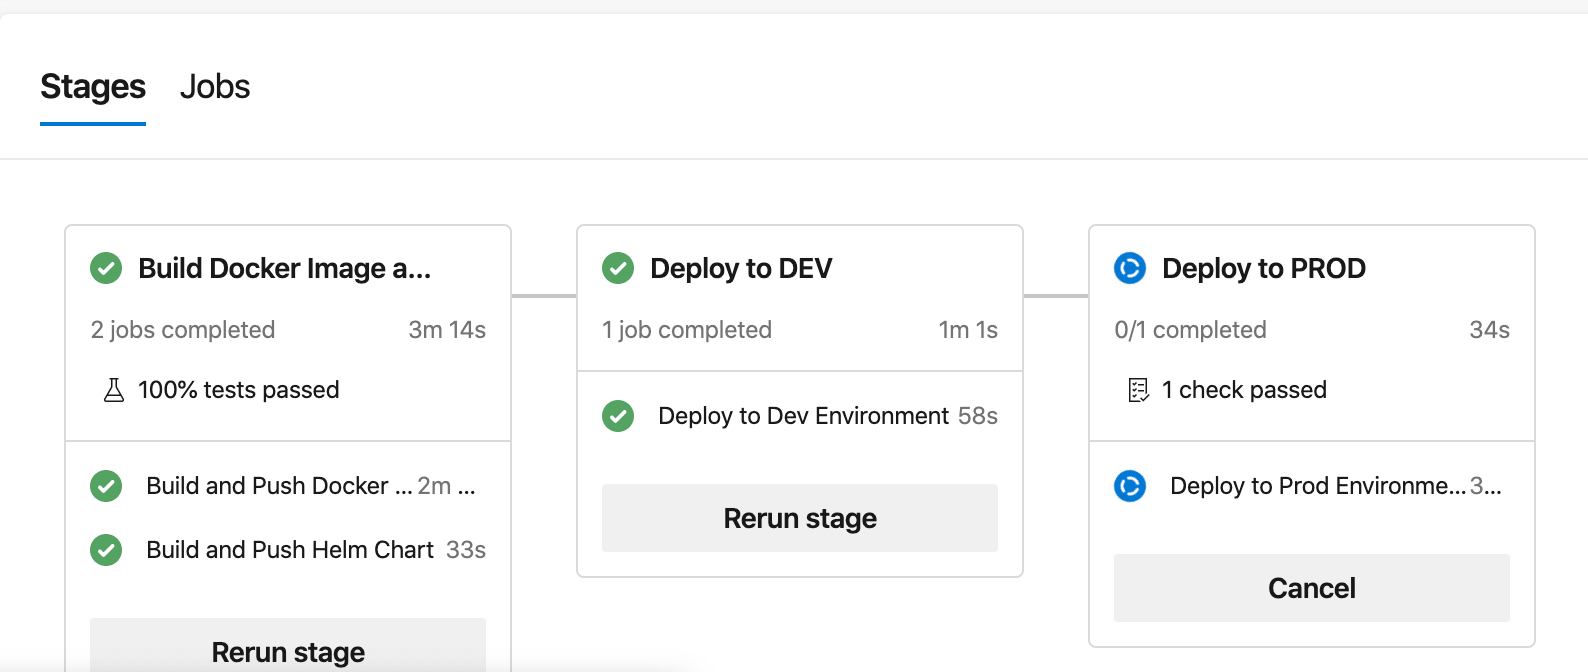 Stages Jobs
Build Docker Image a...
2 jobs completed 3m 14s
100% tests passed
Build and Push Docker ... 2m ...
Build and Push Helm Chart 33s
Rerun stage
Deploy to DEV
1 job completed 1m 1s
Deploy to Dev Environment 58s
Rerun stage
Deploy to PROD
0/1 completed 34s
1 check passed
Deploy to Prod Environme... 3...
Cancel